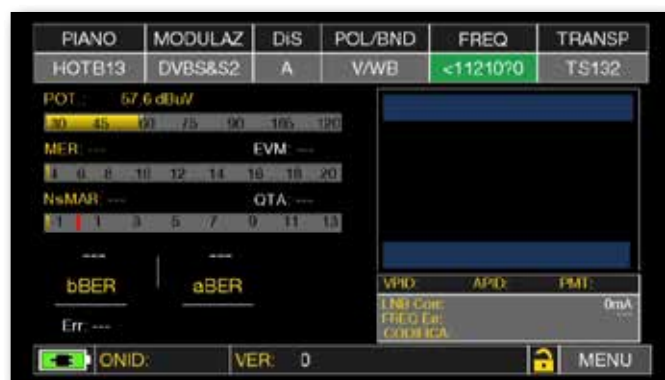 PIANO MODULAZ DiS POL/BND FREQ TRANSP
HOTB13 DVBS&S2 A V/WB <11210?0 TS132
POT.: 57.6 dBuV
30 45 60 75 90 105 120
MER: --- EVM: ---
4 6 8 10 12 14 16 18 20
NsMAR: --- QTA: ---
-1 1 3 5 7 9 11 13
--- ---
bBER aBER
VPID: APID: PMT:
LNB Corr: 0mA
FREQ Err: ---
CODIFICA:
Err: ---
ONID: VER: 0 MENU